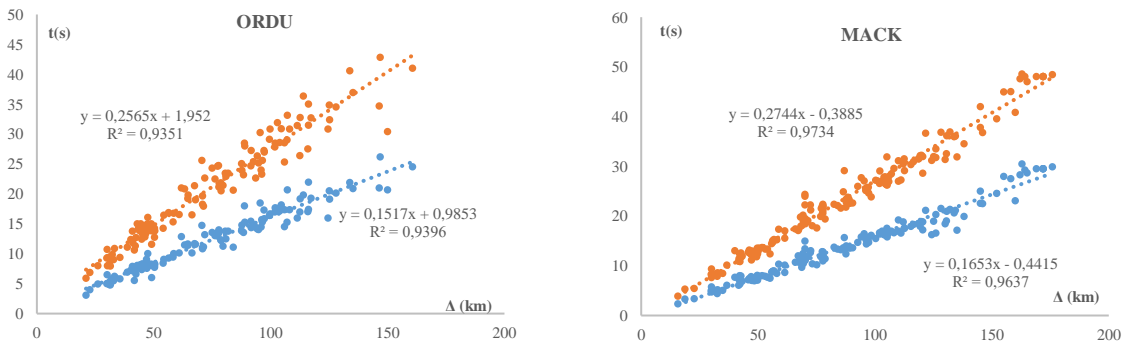 ORDU
t(s)
50
45
40
35
30
25
20
15
10
5
0
y = 0,2565x + 1,952
R² = 0,9351
y = 0,1517x + 0,9853
R² = 0,9396
Δ (km)
0 50 100 150 200
MACK
t(s)
60
50
40
30
20
10
0
y = 0,2744x - 0,3885
R² = 0,9734
y = 0,1653x - 0,4415
R² = 0,9637
Δ (km)
0 50 100 150 200